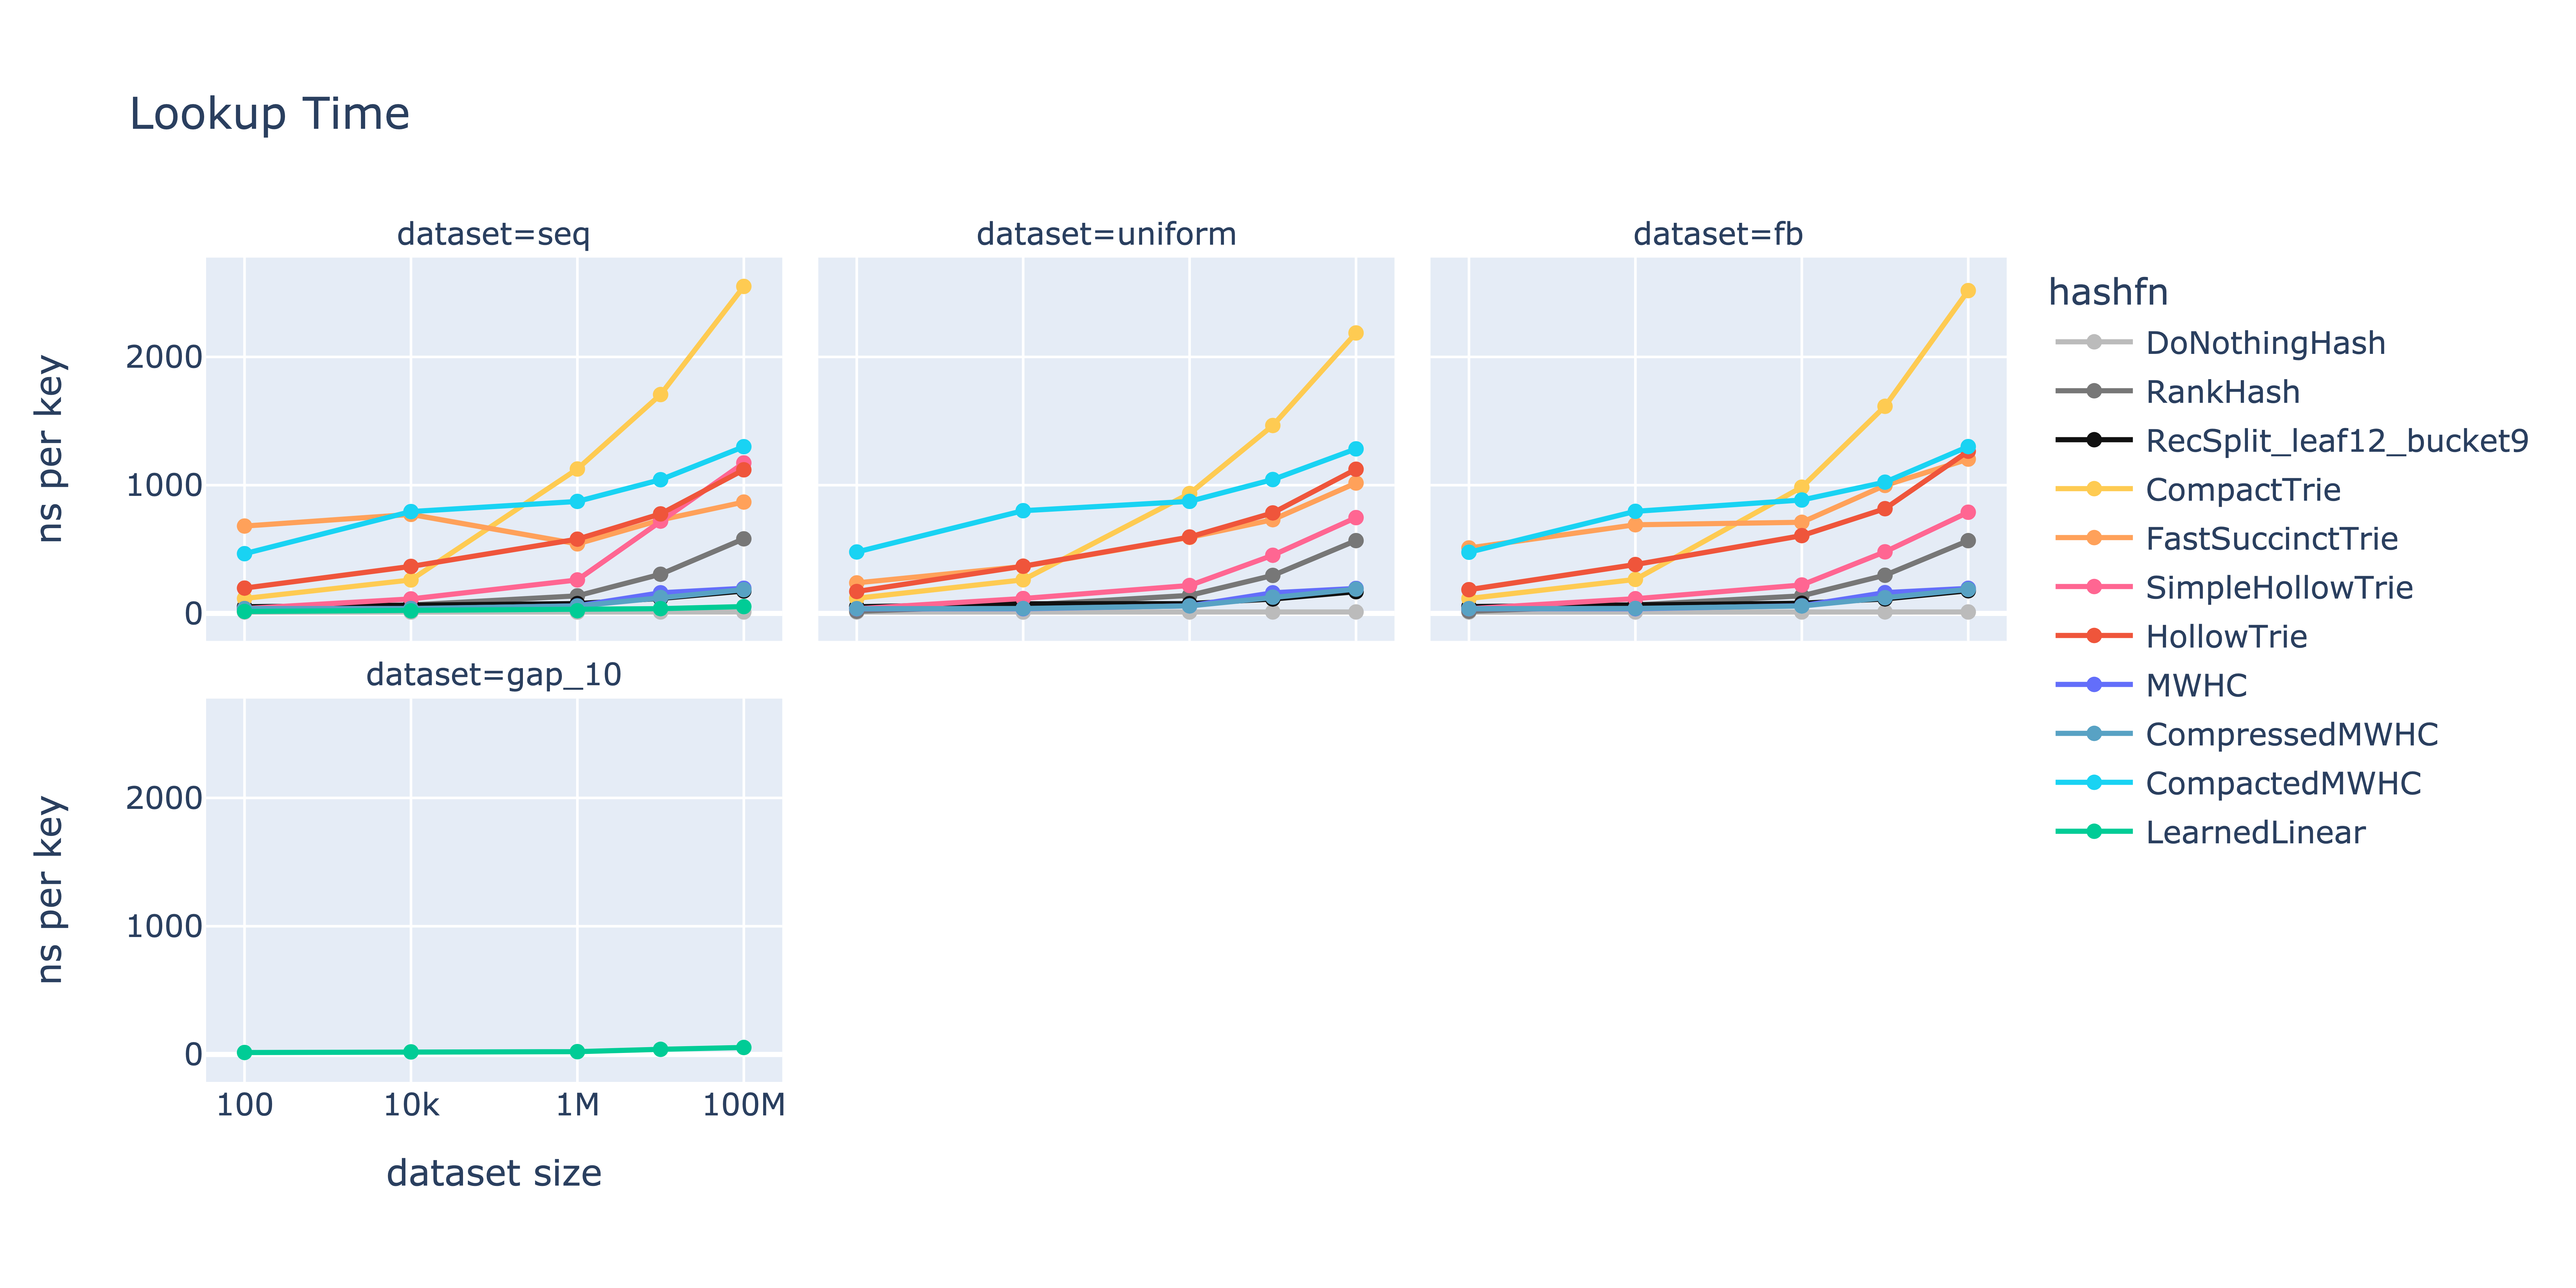 Lookup Time
dataset=seq
dataset=uniform
dataset=fb
ns per key
2000
1000
0
dataset=gap_10
ns per key
2000
1000
0
100
10k
1M
100M
dataset size
hashfn
DoNothingHash
RankHash
RecSplit_leaf12_bucket9
CompactTrie
FastSuccinctTrie
SimpleHollowTrie
HollowTrie
MWHC
CompressedMWHC
CompactedMWHC
LearnedLinear